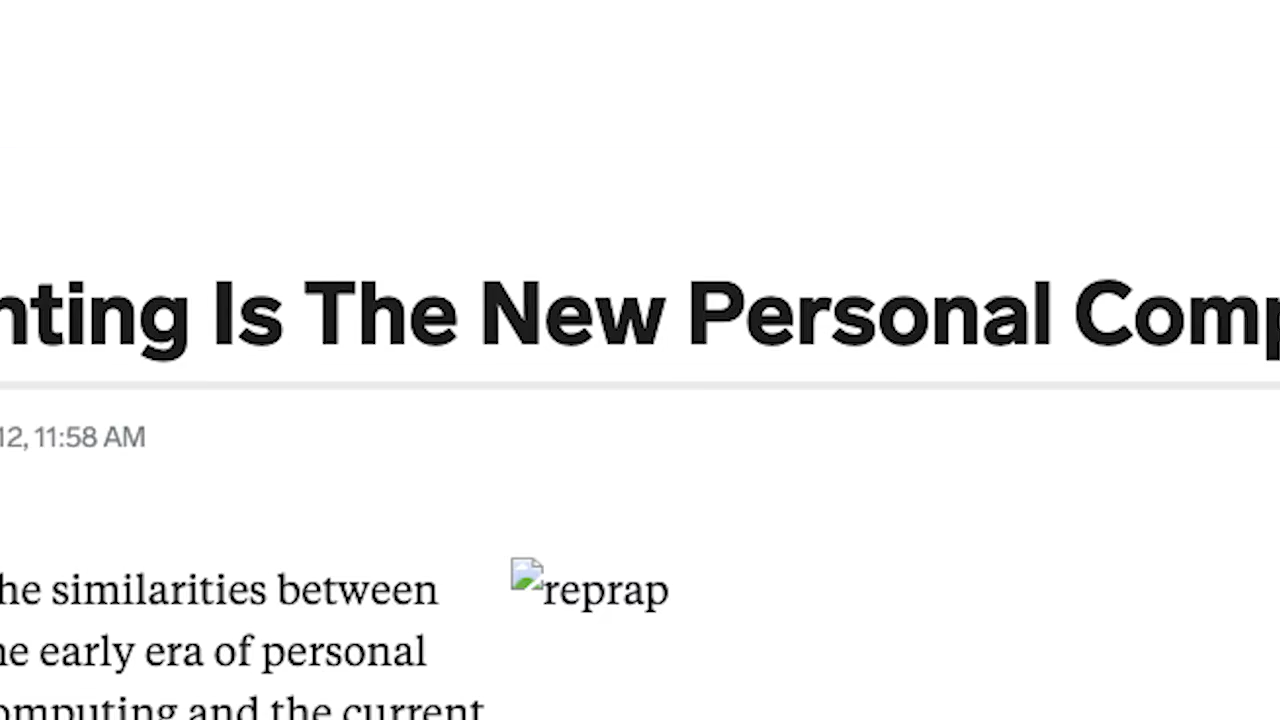 nting Is The New Personal Comp
12, 11:58 AM
he similarities between
reprap
he early era of personal
omputing and the current